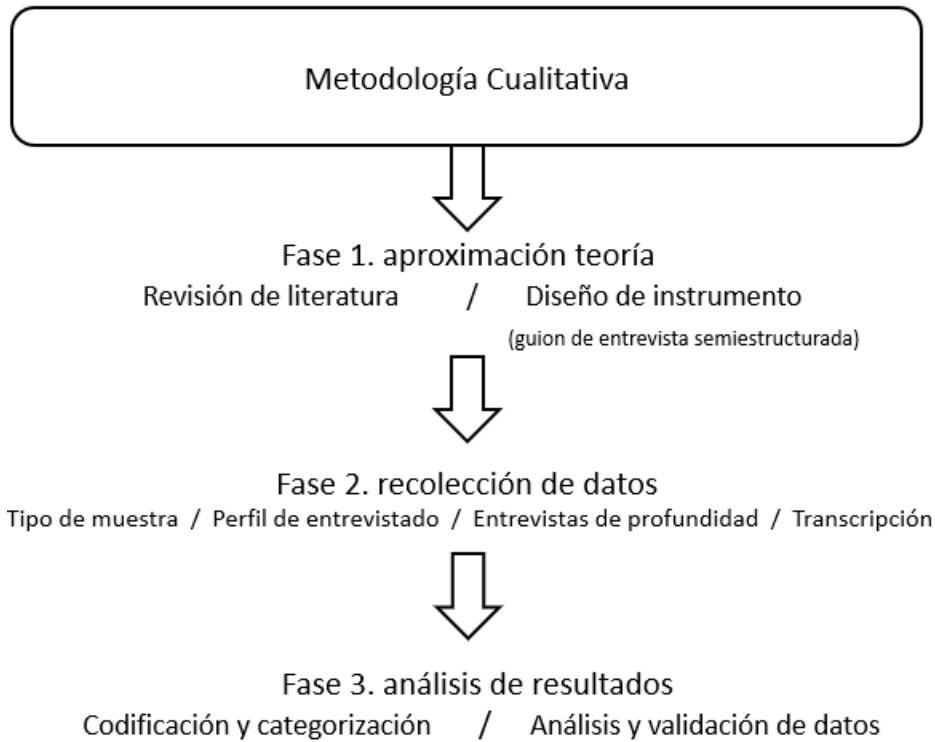 Metodología Cualitativa
Fase 1. aproximación teoría
Revisión de literatura / Diseño de instrumento
(guion de entrevista semiestructurada)
Fase 2. recolección de datos
Tipo de muestra / Perfil de entrevistado / Entrevistas de profundidad / Transcripción
Fase 3. análisis de resultados
Codificación y categorización / Análisis y validación de datos